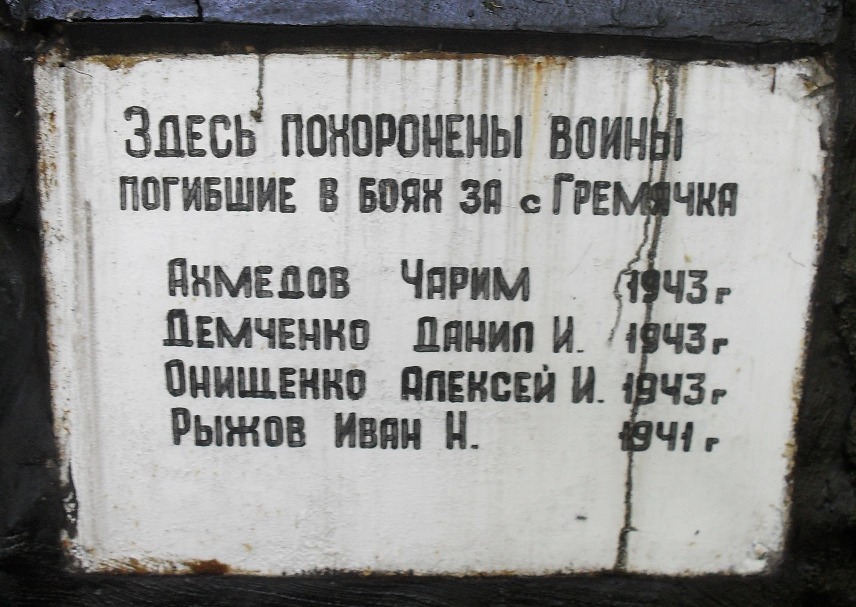 Здесь похоронены воины
погибшие в боях за с Гремячка
Ахмедов Чарим 1943 г
Демченко Данил И. 1943 г
Онищенко Алексей И. 1943 г
Рыжов Иван Н. 1941 г